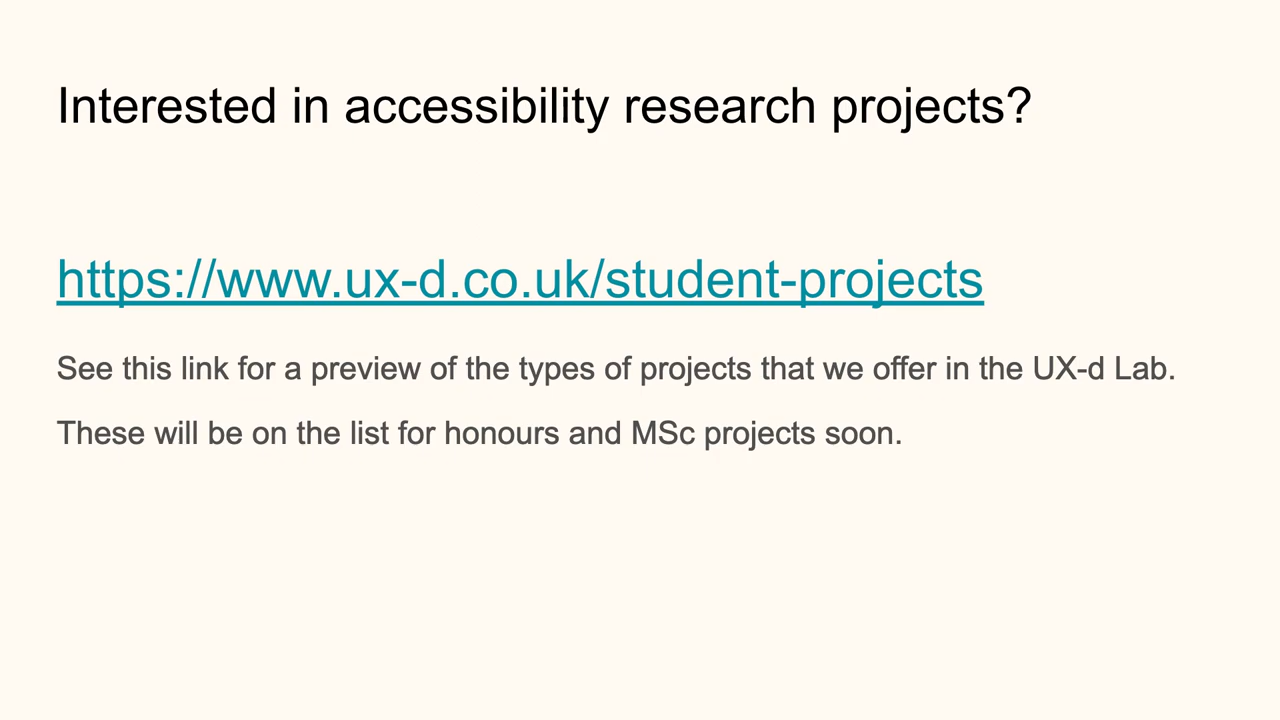 Interested in accessibility research projects?
https://www.ux-d.co.uk/student-projects
See this link for a preview of the types of projects that we offer in the UX-d Lab.
These will be on the list for honours and MSc projects soon.